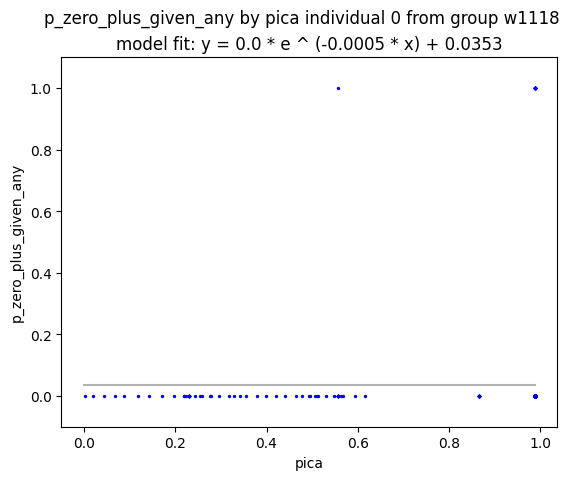 p_zero_plus_given_any by pica individual 0 from group w1118
model fit: y = 0.0 * e ^ (-0.0005 * x) + 0.0353
1.0
0.8
0.6
0.4
0.2
0.0
p_zero_plus_given_any
0.0 0.2 0.4 0.6 0.8 1.0
pica